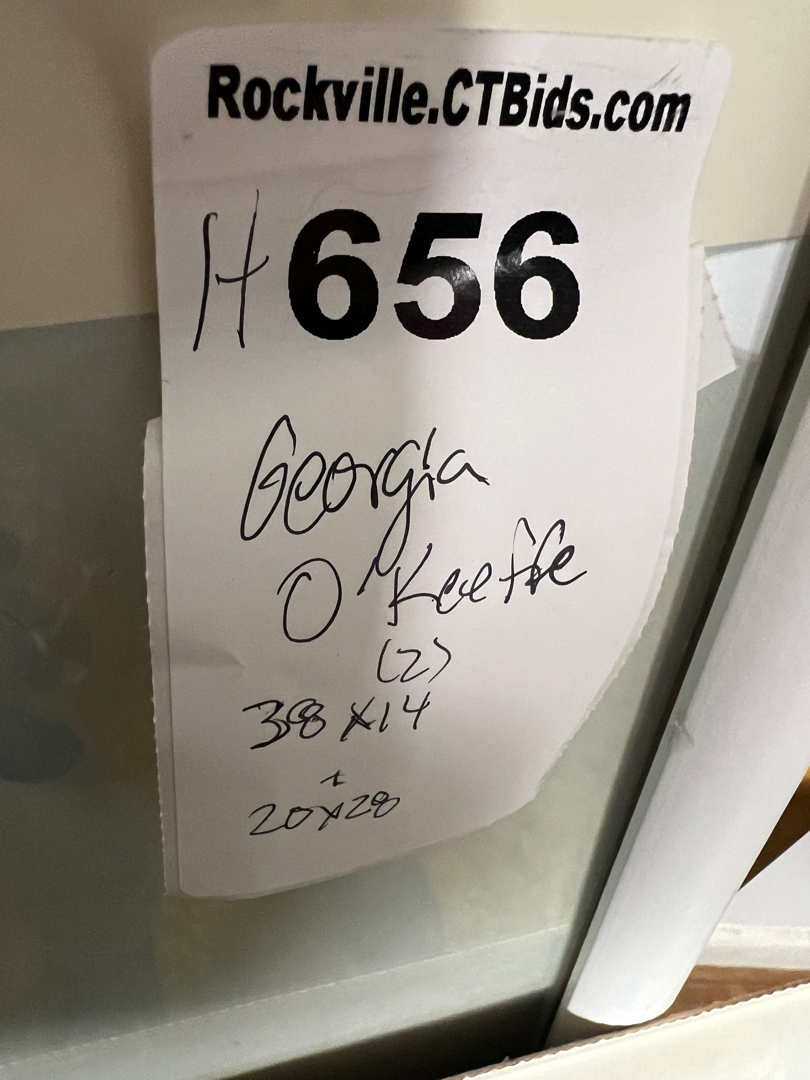 Rockville.CTBids.com
H656
Georgia
O'Keeffe
(2)
38x14
+
20x28